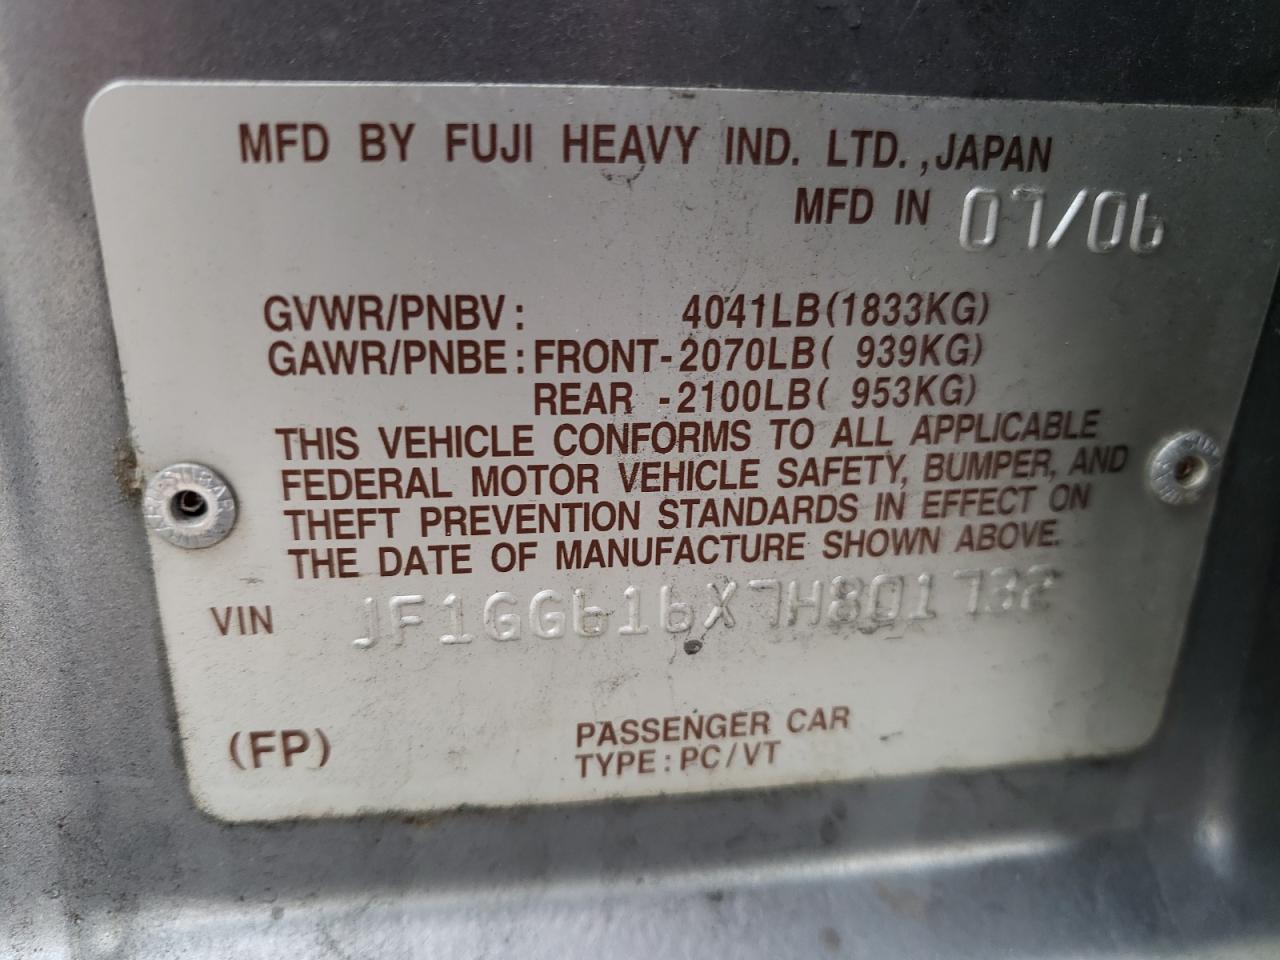 MFD BY FUJI HEAVY IND. LTD.,JAPAN
MFD IN 07/06
GVWR/PNBV: 4041LB(1833KG)
GAWR/PNBE:FRONT-2070LB( 939KG)
REAR -2100LB( 953KG)
THIS VEHICLE CONFORMS TO ALL APPLICABLE
FEDERAL MOTOR VEHICLE SAFETY, BUMPER, AND
THEFT PREVENTION STANDARDS IN EFFECT ON
THE DATE OF MANUFACTURE SHOWN ABOVE.
VIN JF1GG616X7H801732
(FP)
PASSENGER CAR
TYPE:PC/VT